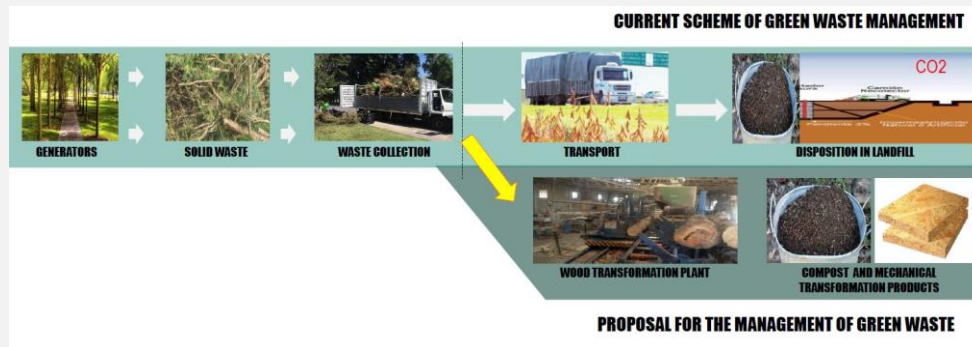 CURRENT SCHEME OF GREEN WASTE MANAGEMENT
CO2
Camión
GENERATORS
SOLID WASTE
WASTE COLLECTION
TRANSPORT
DISPOSITION IN LANDFILL
WOOD TRANSFORMATION PLANT
COMPOST AND MECHANICAL
TRANSFORMATION PRODUCTS
PROPOSAL FOR THE MANAGEMENT OF GREEN WASTE